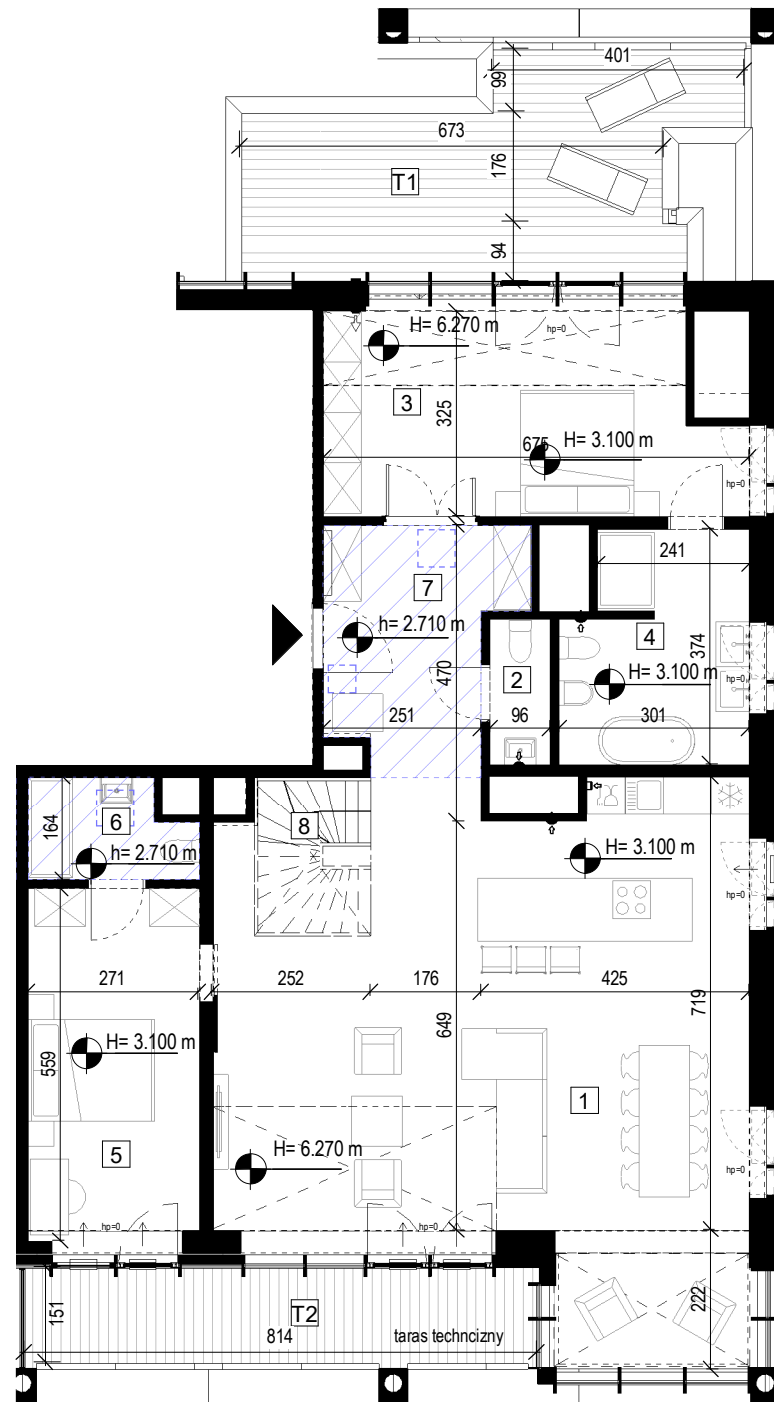 401
99
673
176
T1
94
H= 6.270 m
hp=0
3
325
675
H= 3.100 m
hp=0
241
7
4
h= 2.710 m
374
2
H= 3.100 m
hp=0
470
251
96
301
6
164
8
h= 2.710 m
H= 3.100 m
hp=0
271
252
176
425
719
649
H= 3.100 m
559
1
5
H= 6.270 m
hp=0
hp=0
hp=0
222
T2
151
814
taras techncizny